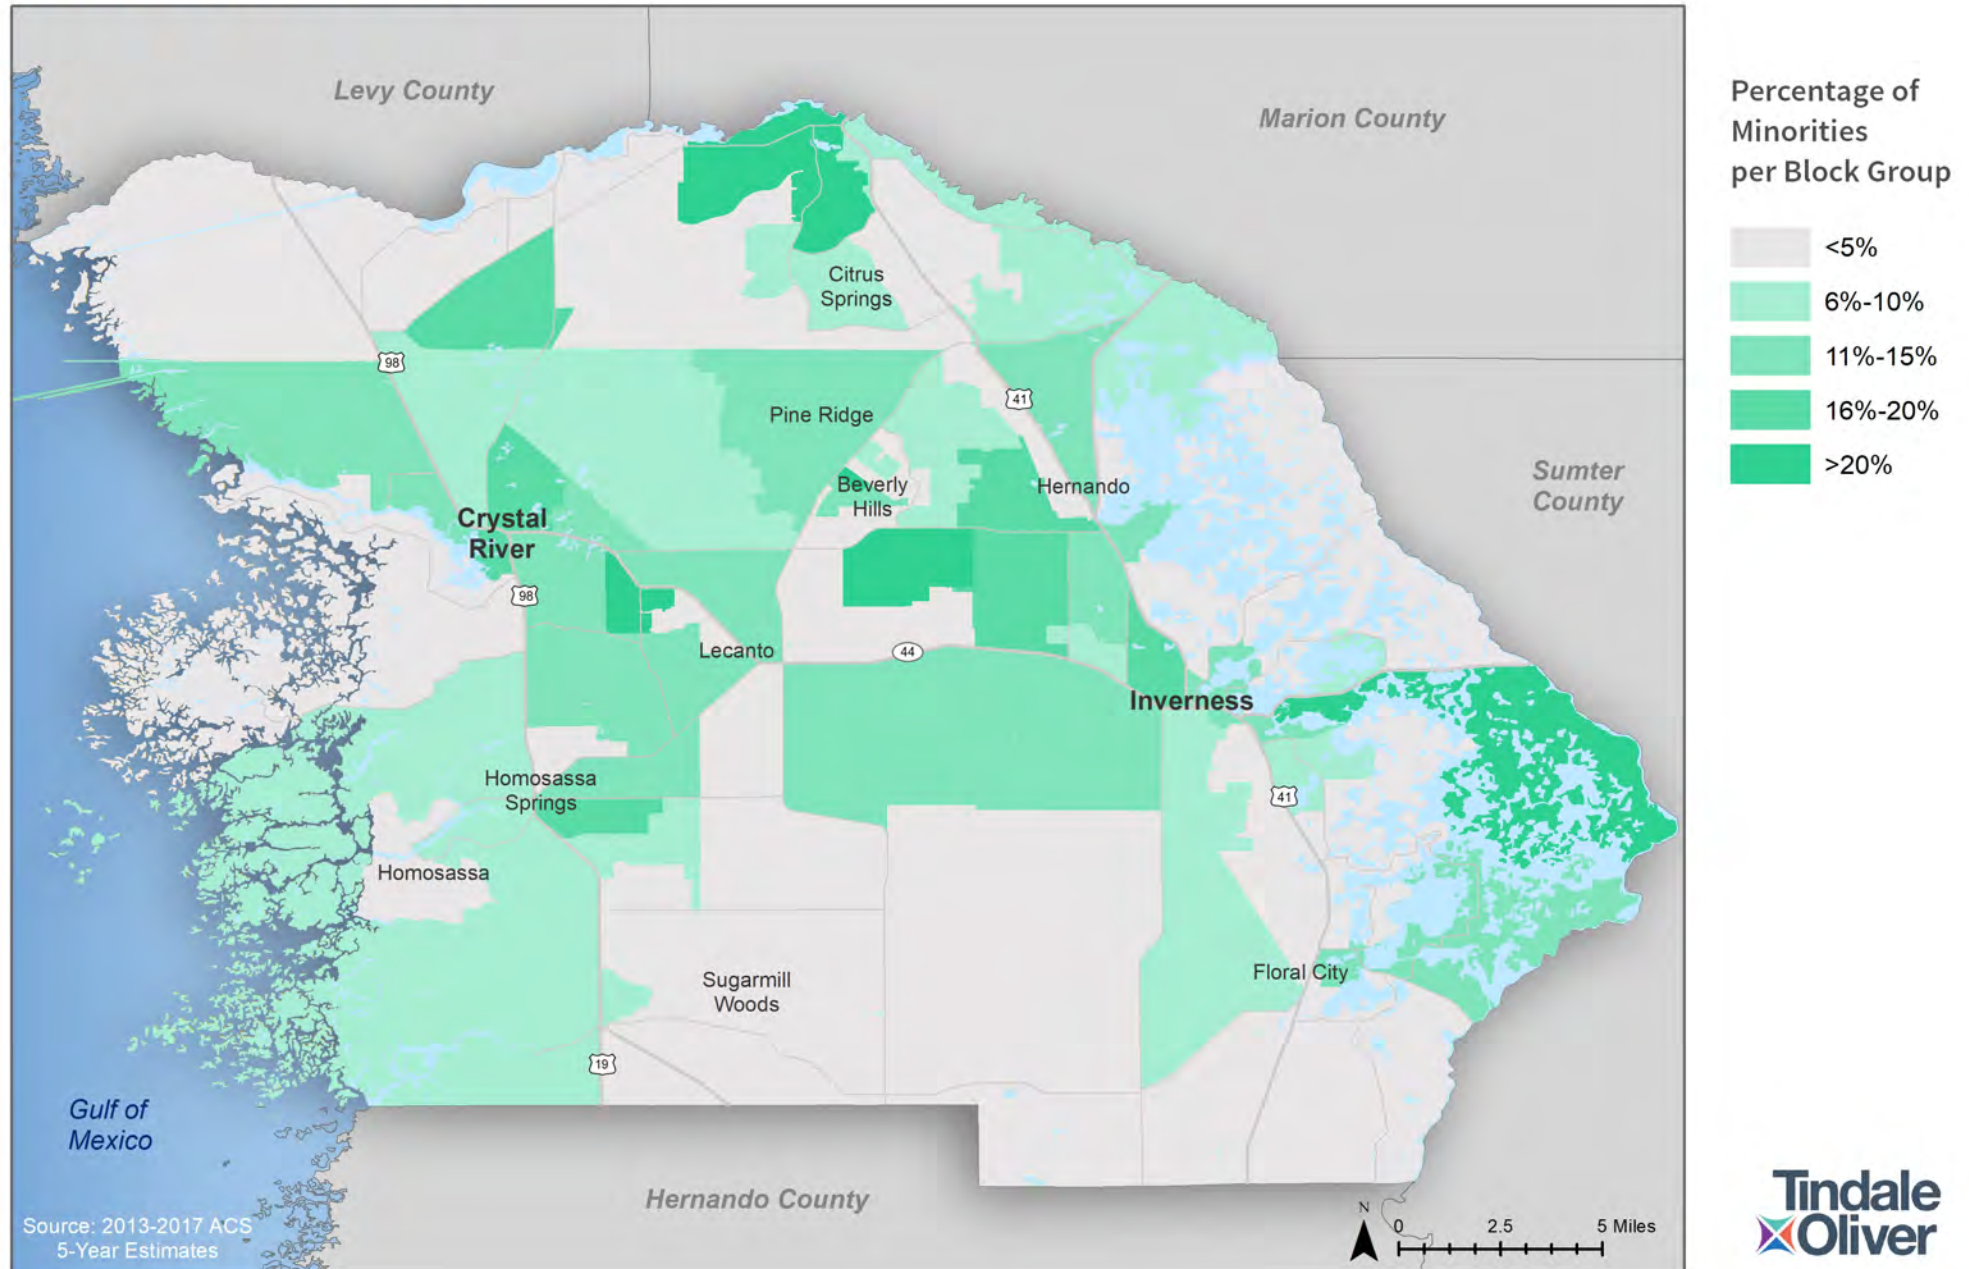 Levy County
Marion County
Percentage of
Minorities
per Block Group
<5%
6%-10%
11%-15%
16%-20%
>20%
Citrus
Springs
98
41
Pine Ridge
Beverly
Hills
Hernando
Sumter
County
Crystal
River
98
Lecanto
44
Inverness
Homosassa
Springs
41
Homosassa
Floral City
Sugarmill
Woods
19
Gulf of
Mexico
Hernando County
Source: 2013-2017 ACS
5-Year Estimates
N
0 2.5 5 Miles
Tindale
Oliver